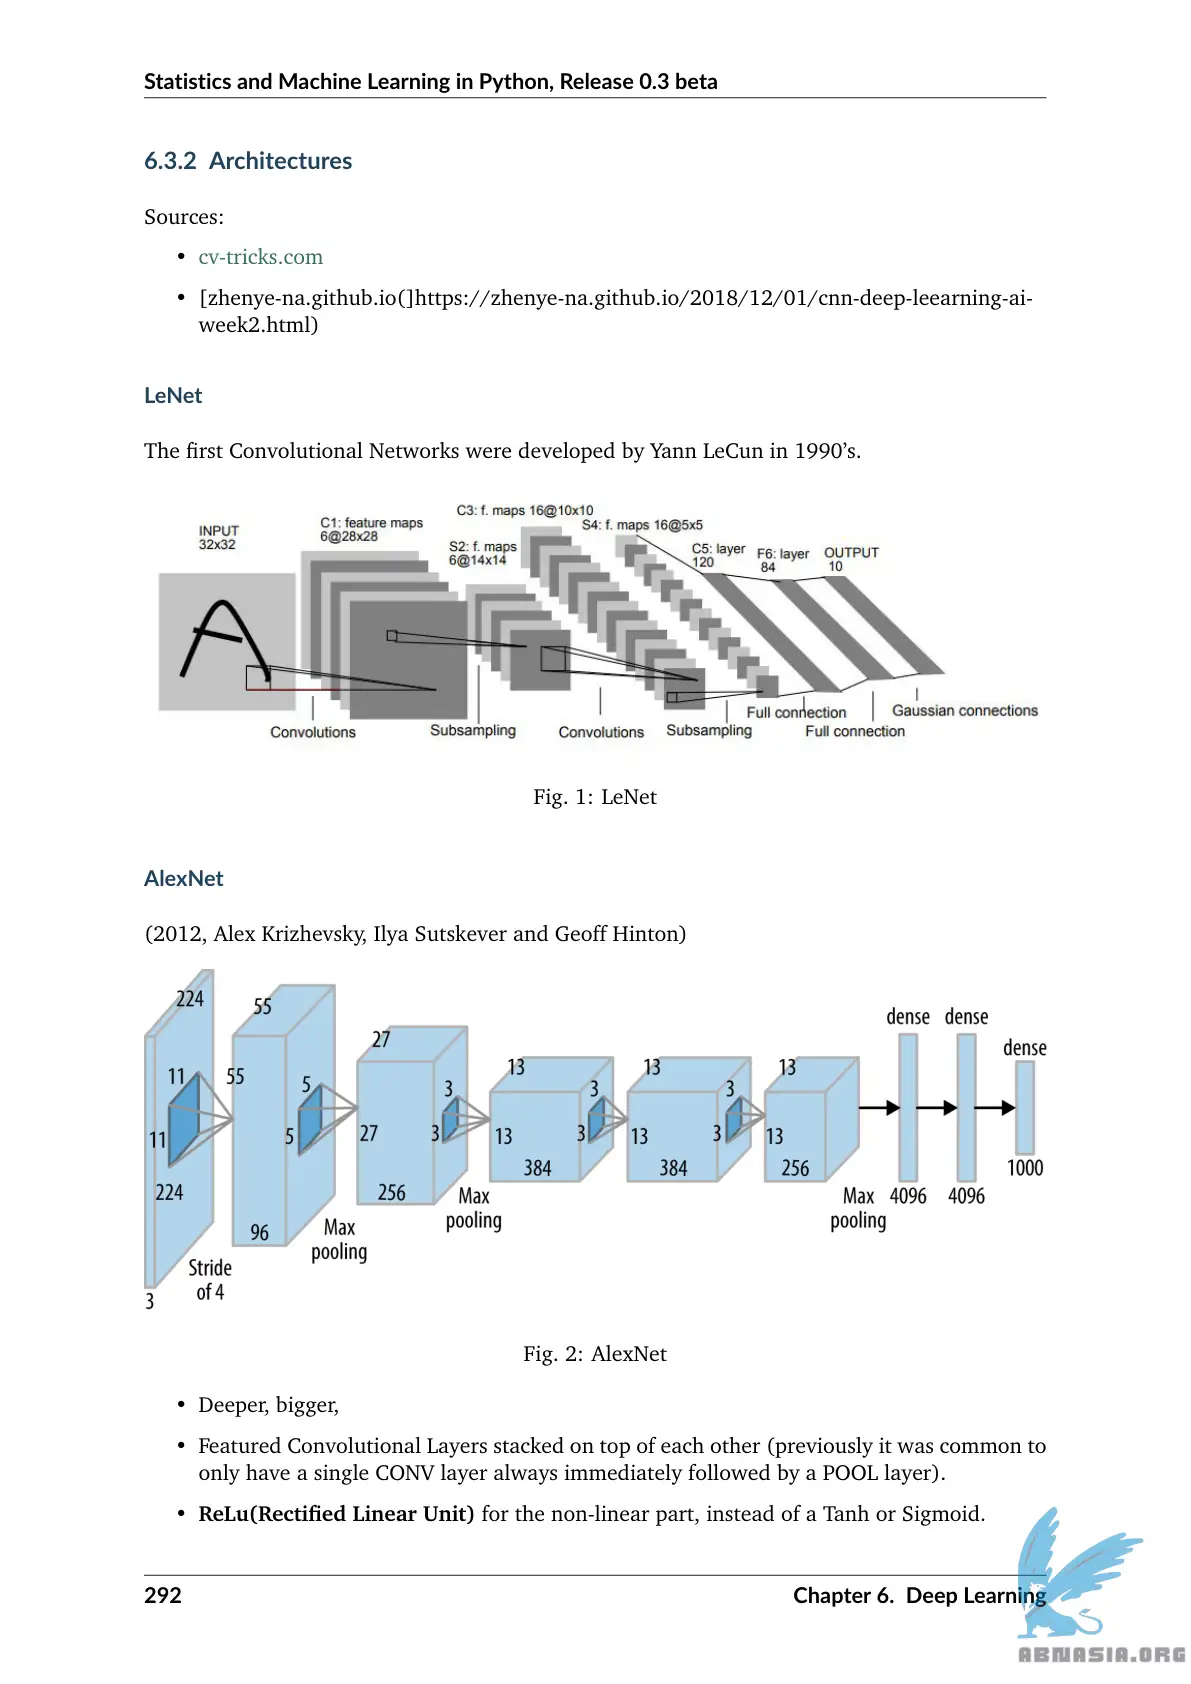 Statistics and Machine Learning in Python, Release 0.3 beta
6.3.2 Architectures
Sources:
• cv-tricks.com
• [zhenye-na.github.io(]https://zhenye-na.github.io/2018/12/01/cnn-deep-leearning-ai-
week2.html)
LeNet
The first Convolutional Networks were developed by Yann LeCun in 1990’s.
INPUT
32x32
C1: feature maps
6@28x28
S2: f. maps
6@14x14
C3: f. maps 16@10x10
S4: f. maps 16@5x5
C5: layer
120
F6: layer
84
OUTPUT
10
Convolutions
Subsampling
Convolutions
Subsampling
Full connection
Full connection
Gaussian connections
Fig. 1: LeNet
AlexNet
(2012, Alex Krizhevsky, Ilya Sutskever and Geoff Hinton)
224
11
11
224
3
Stride
of 4
55
55
5
5
96
Max
pooling
27
27
3
3
256
Max
pooling
13
13
3
3
384
13
13
3
3
384
13
13
256
Max
pooling
dense
4096
dense
4096
dense
1000
Fig. 2: AlexNet
• Deeper, bigger,
• Featured Convolutional Layers stacked on top of each other (previously it was common to
only have a single CONV layer always immediately followed by a POOL layer).
• ReLu(Rectified Linear Unit) for the non-linear part, instead of a Tanh or Sigmoid.
292
Chapter 6. Deep Learning
ABNASIA.ORG